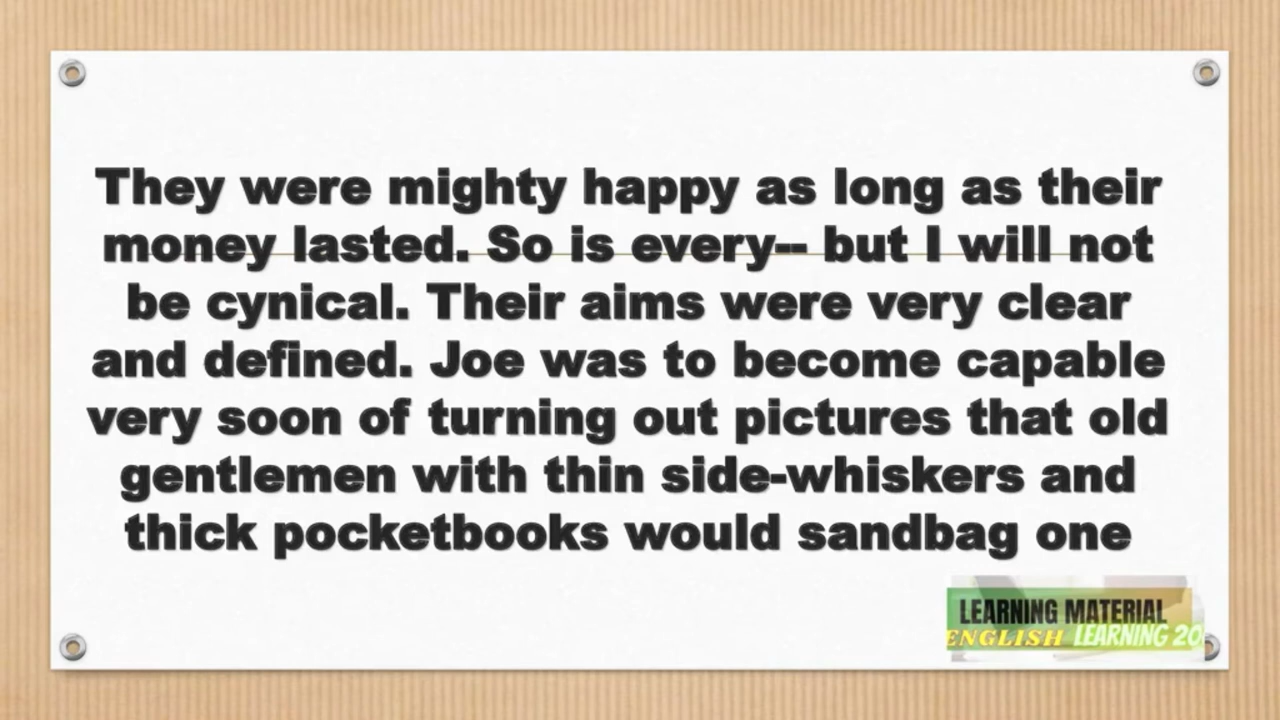 They were mighty happy as long as their
money lasted. So is every-- but I will not
be cynical. Their aims were very clear
and defined. Joe was to become capable
very soon of turning out pictures that old
gentlemen with thin side-whiskers and
thick pocketbooks would sandbag one
LEARNING MATERIAL
ENGLISH LEARNING 20